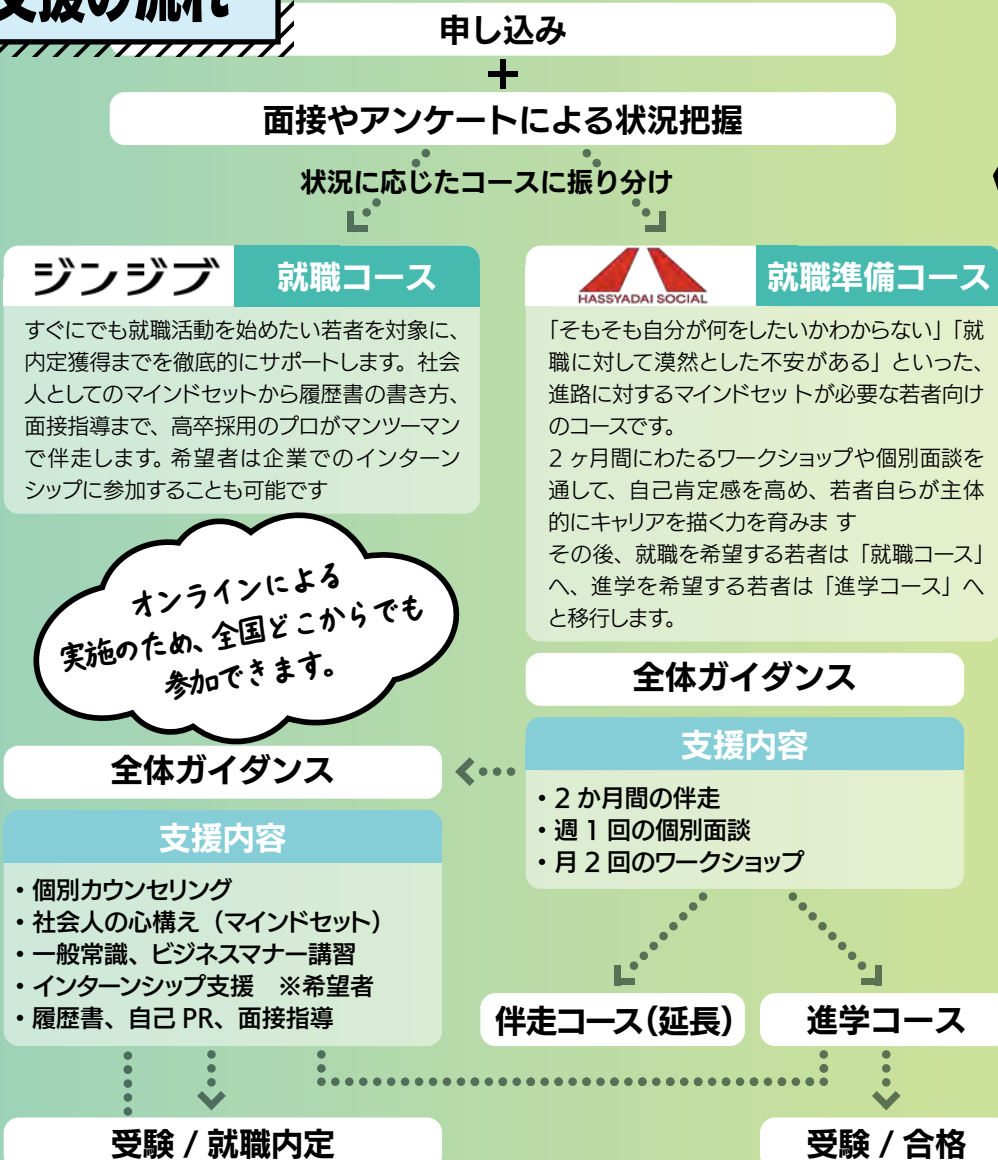 支援の流れ
申し込み
+
面接やアンケートによる状況把握
状況に応じたコースに振り分け
ジンジブ 就職コース
すぐにでも就職活動を始めたい若者を対象に、
内定獲得までを徹底的にサポートします。社会
人としてのマインドセットから履歴書の書き方、
面接指導まで、高卒採用のプロがマンツーマン
で伴走します。希望者は企業でのインターン
シップに参加することも可能です
オンラインによる
実施のため、全国どこからでも
参加できます。
HASSYADAI SOCIAL 就職準備コース
「そもそも自分が何をしたいかわからない」「就
職に対して漠然とした不安がある」といった、
進路に対するマインドセットが必要な若者向け
のコースです。
2ヶ月間にわたるワークショップや個別面談を
通して、自己肯定感を高め、若者自らが主体
的にキャリアを描く力を育みま す
その後、就職を希望する若者は「就職コース」
へ、進学を希望する若者は「進学コース」へ
と移行します。
全体ガイダンス
支援内容
・2か月間の伴走
・週1回の個別面談
・月2回のワークショップ
全体ガイダンス
支援内容
・個別カウンセリング
・社会人の心構え(マインドセット)
・一般常識、ビジネスマナー講習
・インターンシップ支援 ※希望者
・履歴書、自己PR、面接指導
伴走コース(延長)
進学コース
受験 / 就職内定
受験 / 合格